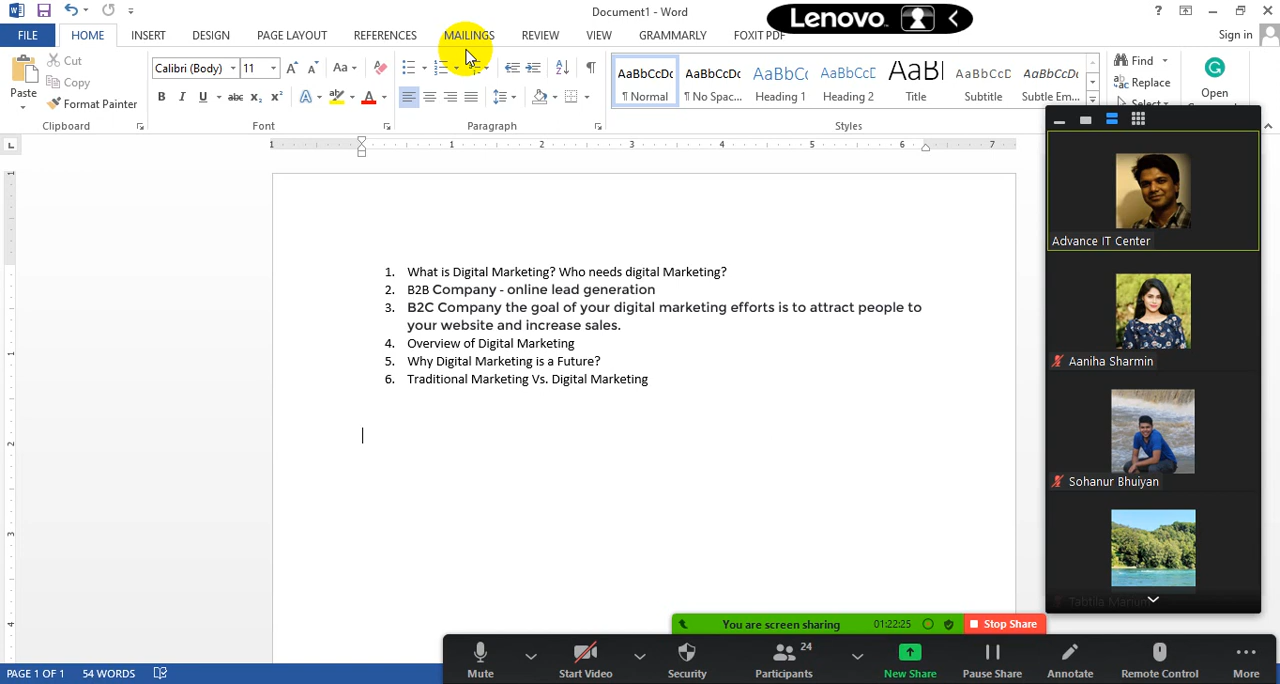 Document1 - Word
Lenovo
FILE
HOME
INSERT
DESIGN
PAGE LAYOUT
REFERENCES
MAILINGS
REVIEW
VIEW
GRAMMARLY
FOXIT PDF
Sign in
Paste
Cut
Copy
Format Painter
Clipboard
Calibri (Body)
11
Font
Paragraph
AaBbCcDc
¶ Normal
AaBbCcDc
¶ No Spac...
AaBbC
Heading 1
AaBbCcC
Heading 2
AaBl
Title
AaBbCcC
Subtitle
AaBbCcDc
Subtle Em...
Styles
Find
Replace
Select
Open
1. What is Digital Marketing? Who needs digital Marketing?
2. B2B Company - online lead generation
3. B2C Company the goal of your digital marketing efforts is to attract people to
your website and increase sales.
4. Overview of Digital Marketing
5. Why Digital Marketing is a Future?
6. Traditional Marketing Vs. Digital Marketing
Advance IT Center
Aaniha Sharmin
Sohanur Bhuiyan
You are screen sharing
01:22:25
Stop Share
Mute
Start Video
Security
Participants
24
New Share
Pause Share
Annotate
Remote Control
More
PAGE 1 OF 1
54 WORDS